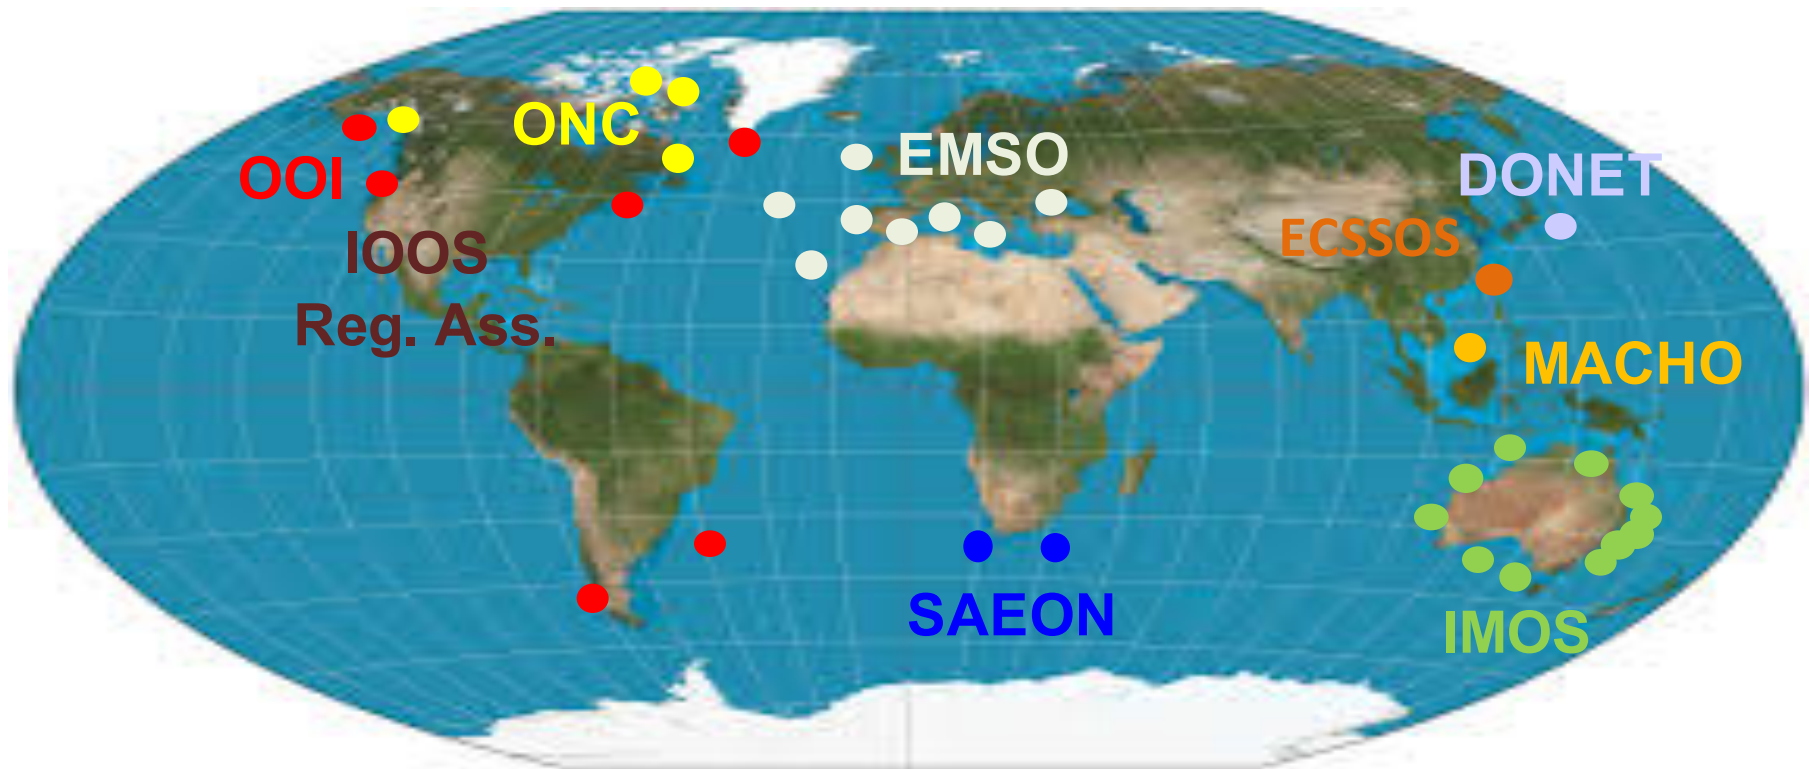 ONC
EMSO
OOI
DONET
IOOS
Reg. Ass.
ECSSOS
MACHO
SAEON
IMOS